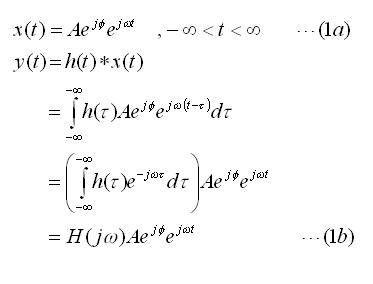 x(t) = Ae^{jϕ}e^{jωt} , −∞ < t < ∞ ⋯(1a)
y(t) = h(t) * x(t)
= ∫_{−∞}^{−∞} h(τ)Ae^{jϕ}e^{jω(t−τ)}dτ
= (∫_{−∞}^{−∞} h(τ)e^{−jωτ} dτ) Ae^{jϕ}e^{jωt}
= H(jω)Ae^{jϕ}e^{jωt} ⋯(1b)